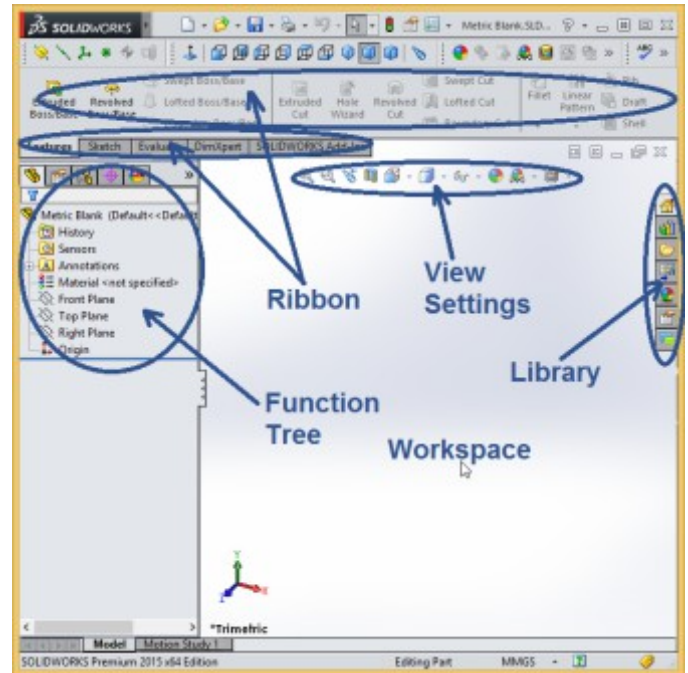 SOLIDWORKS
Metric Blank.SLD...
Swept Boss/Base Swept Cut Rib
Extruded Revolved Lofted Boss/Base Extruded Hole Revolved Lofted Cut Fillet Linear Draft
Boss/Base Boss/Base Cut Wizard Cut Pattern
Shell
Features Sketch Evaluate DimXpert SOLIDWORKS Add-Ins
Metric Blank (Default<<Default
History
Sensors
Annotations
Material <not specified>
Front Plane
Top Plane
Right Plane
Origin
Ribbon
View
Settings
Library
Function
Tree
Workspace
*Trimetric
Model Motion Study 1
SOLIDWORKS Premium 2015 x64 Edition Editing Part MMGS